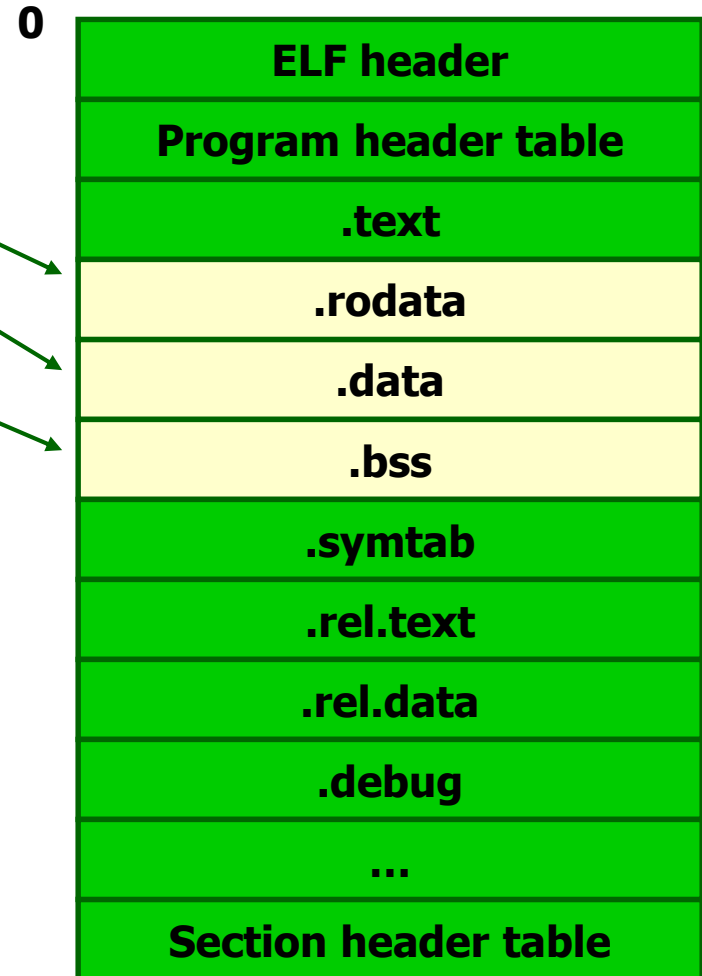 0
ELF header
Program header table
.text
.rodata
.data
.bss
.symtab
.rel.text
.rel.data
.debug
...
Section header table